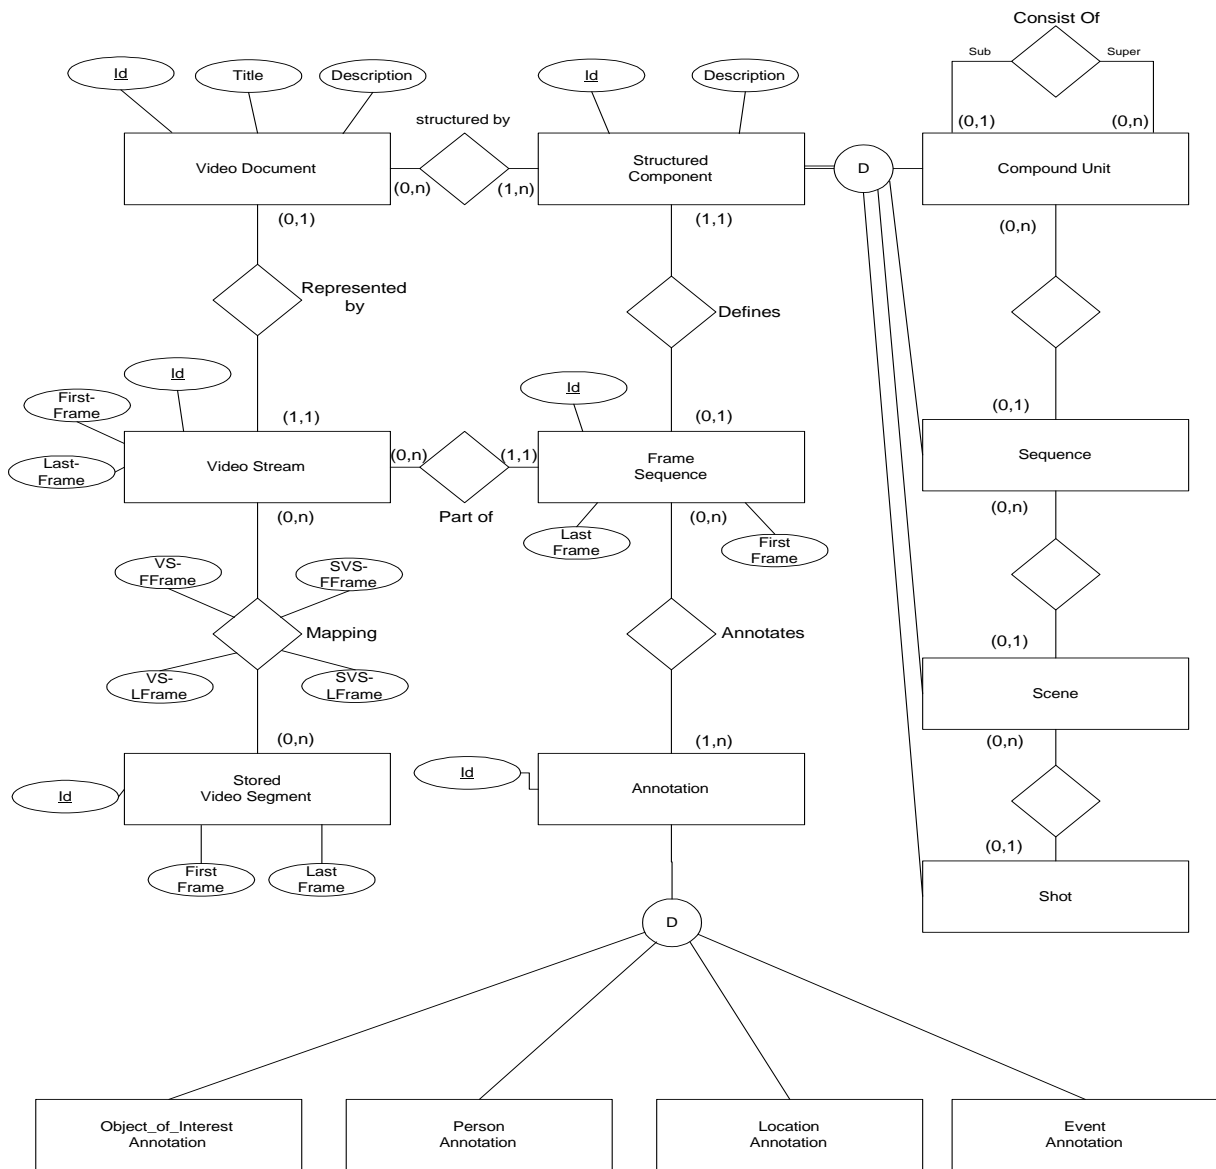 Consist Of
Sub
Super
Id
Title
Description
Id
Description
structured by
(0,1)
(0,n)
Video Document
(0,n)
(1,n)
Structured
Component
D
Compound Unit
(0,1)
(1,1)
(0,n)
Represented
by
Defines
Id
First-
Frame
Id
(1,1)
(0,1)
(0,1)
Last-
Frame
Video Stream
(0,n)
(1,1)
Frame
Sequence
Sequence
(0,n)
Part of
(0,n)
(0,n)
Last
Frame
First
Frame
VS-
FFrame
SVS-
FFrame
Mapping
Annotates
(0,1)
VS-
LFrame
SVS-
LFrame
Scene
(0,n)
(1,n)
(0,n)
Id
Stored
Video Segment
Id
Annotation
(0,1)
First
Frame
Last
Frame
Shot
D
Object_of_Interest
Annotation
Person
Annotation
Location
Annotation
Event
Annotation